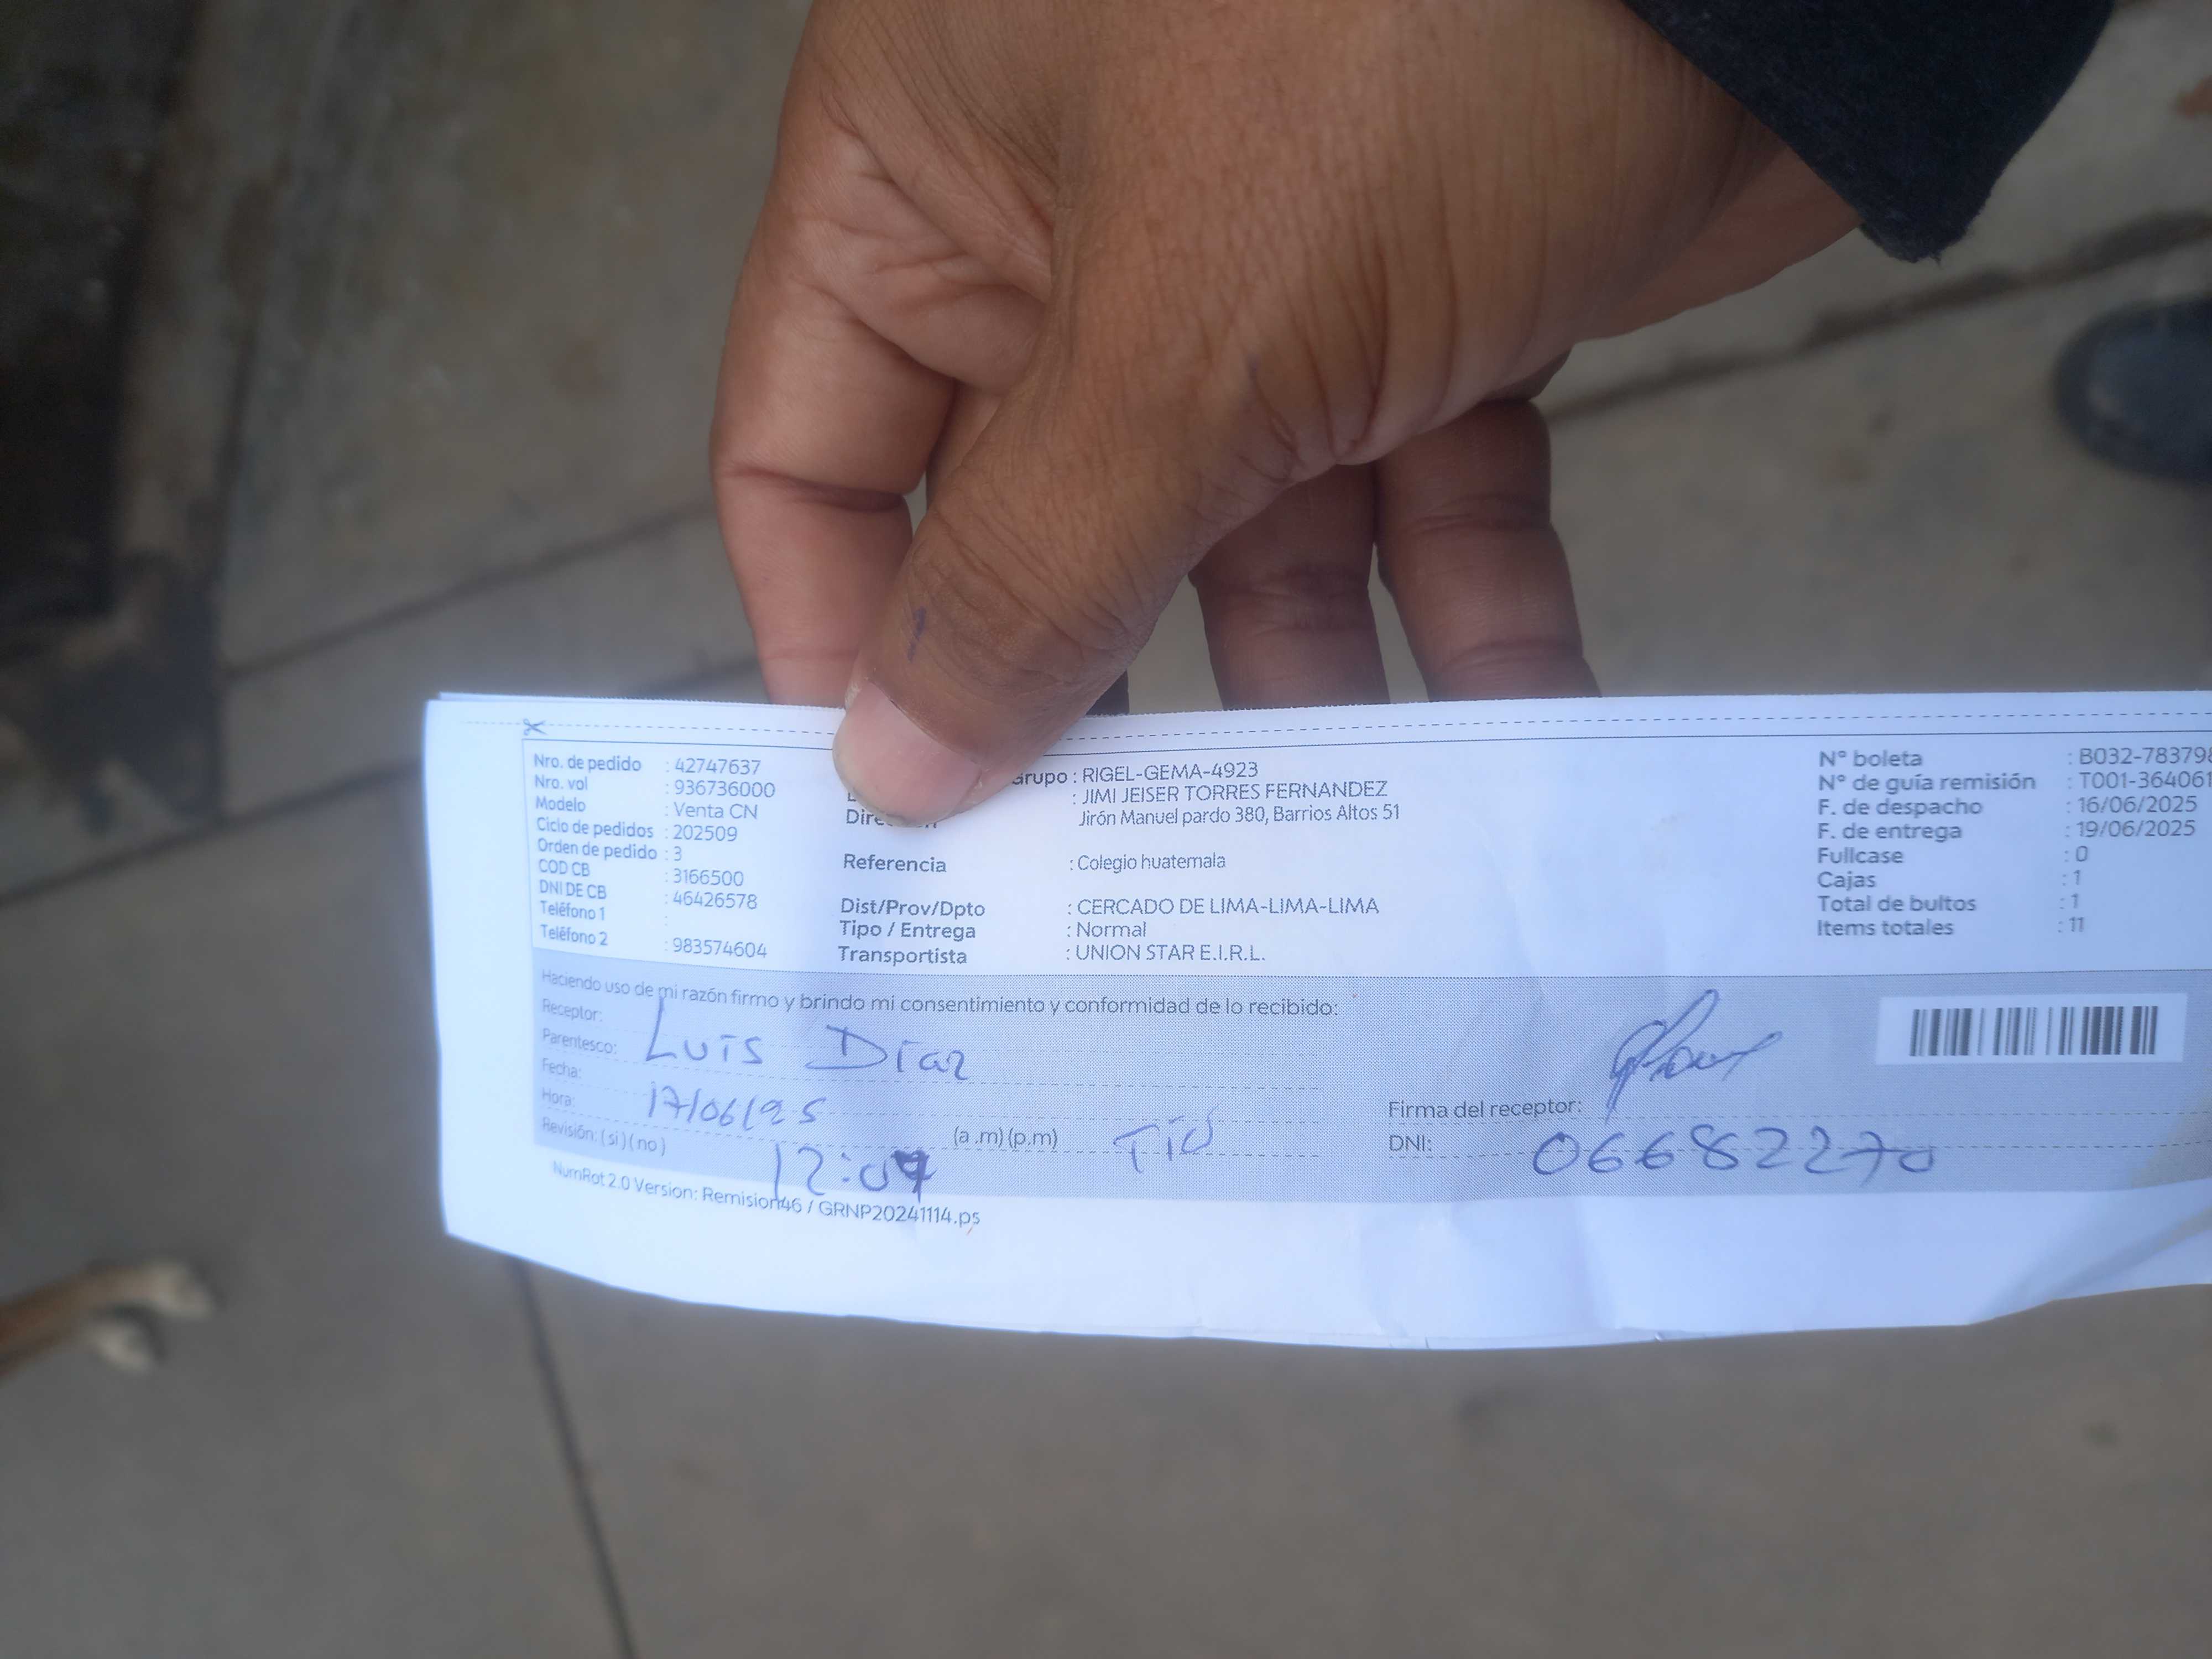 Nro. de pedido : 42747637
Nro. vol : 936736000
Modelo : Venta CN
Ciclo de pedidos : 202509
Orden de pedido : 3
COD CB : 3166500
DNI DE CB : 46426578
Teléfono 1 :
Teléfono 2 : 983574604
Grupo : RIGEL-GEMA-4923
: JIMI JEISER TORRES FERNANDEZ
Jirón Manuel pardo 380, Barrios Altos 51
Referencia : Colegio huatemala
Dist/Prov/Dpto : CERCADO DE LIMA-LIMA-LIMA
Tipo / Entrega : Normal
Transportista : UNION STAR E.I.R.L.
N° boleta : B032-78379
N° de guía remisión : T001-364061
F. de despacho : 16/06/2025
F. de entrega : 19/06/2025
Fullcase : 0
Cajas : 1
Total de bultos : 1
Items totales : 11
Haciendo uso de mi razón firmo y brindo mi consentimiento y conformidad de lo recibido:
Receptor:
Parentesco: LUIS Díaz
Fecha:
Hora: 17/06/25
Revisión: ( si ) ( no ) 12:07 (a .m) (p.m) Tío
Firma del receptor:
DNI: 06682270
NumRot 2.0 Version: Remision46 / GRNP20241114.ps